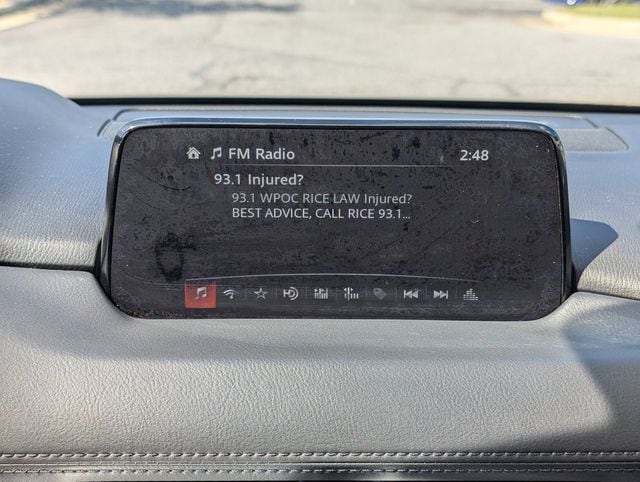 FM Radio 2:48
93.1 Injured?
93.1 WPOC RICE LAW Injured?
BEST ADVICE, CALL RICE 93.1...
HD